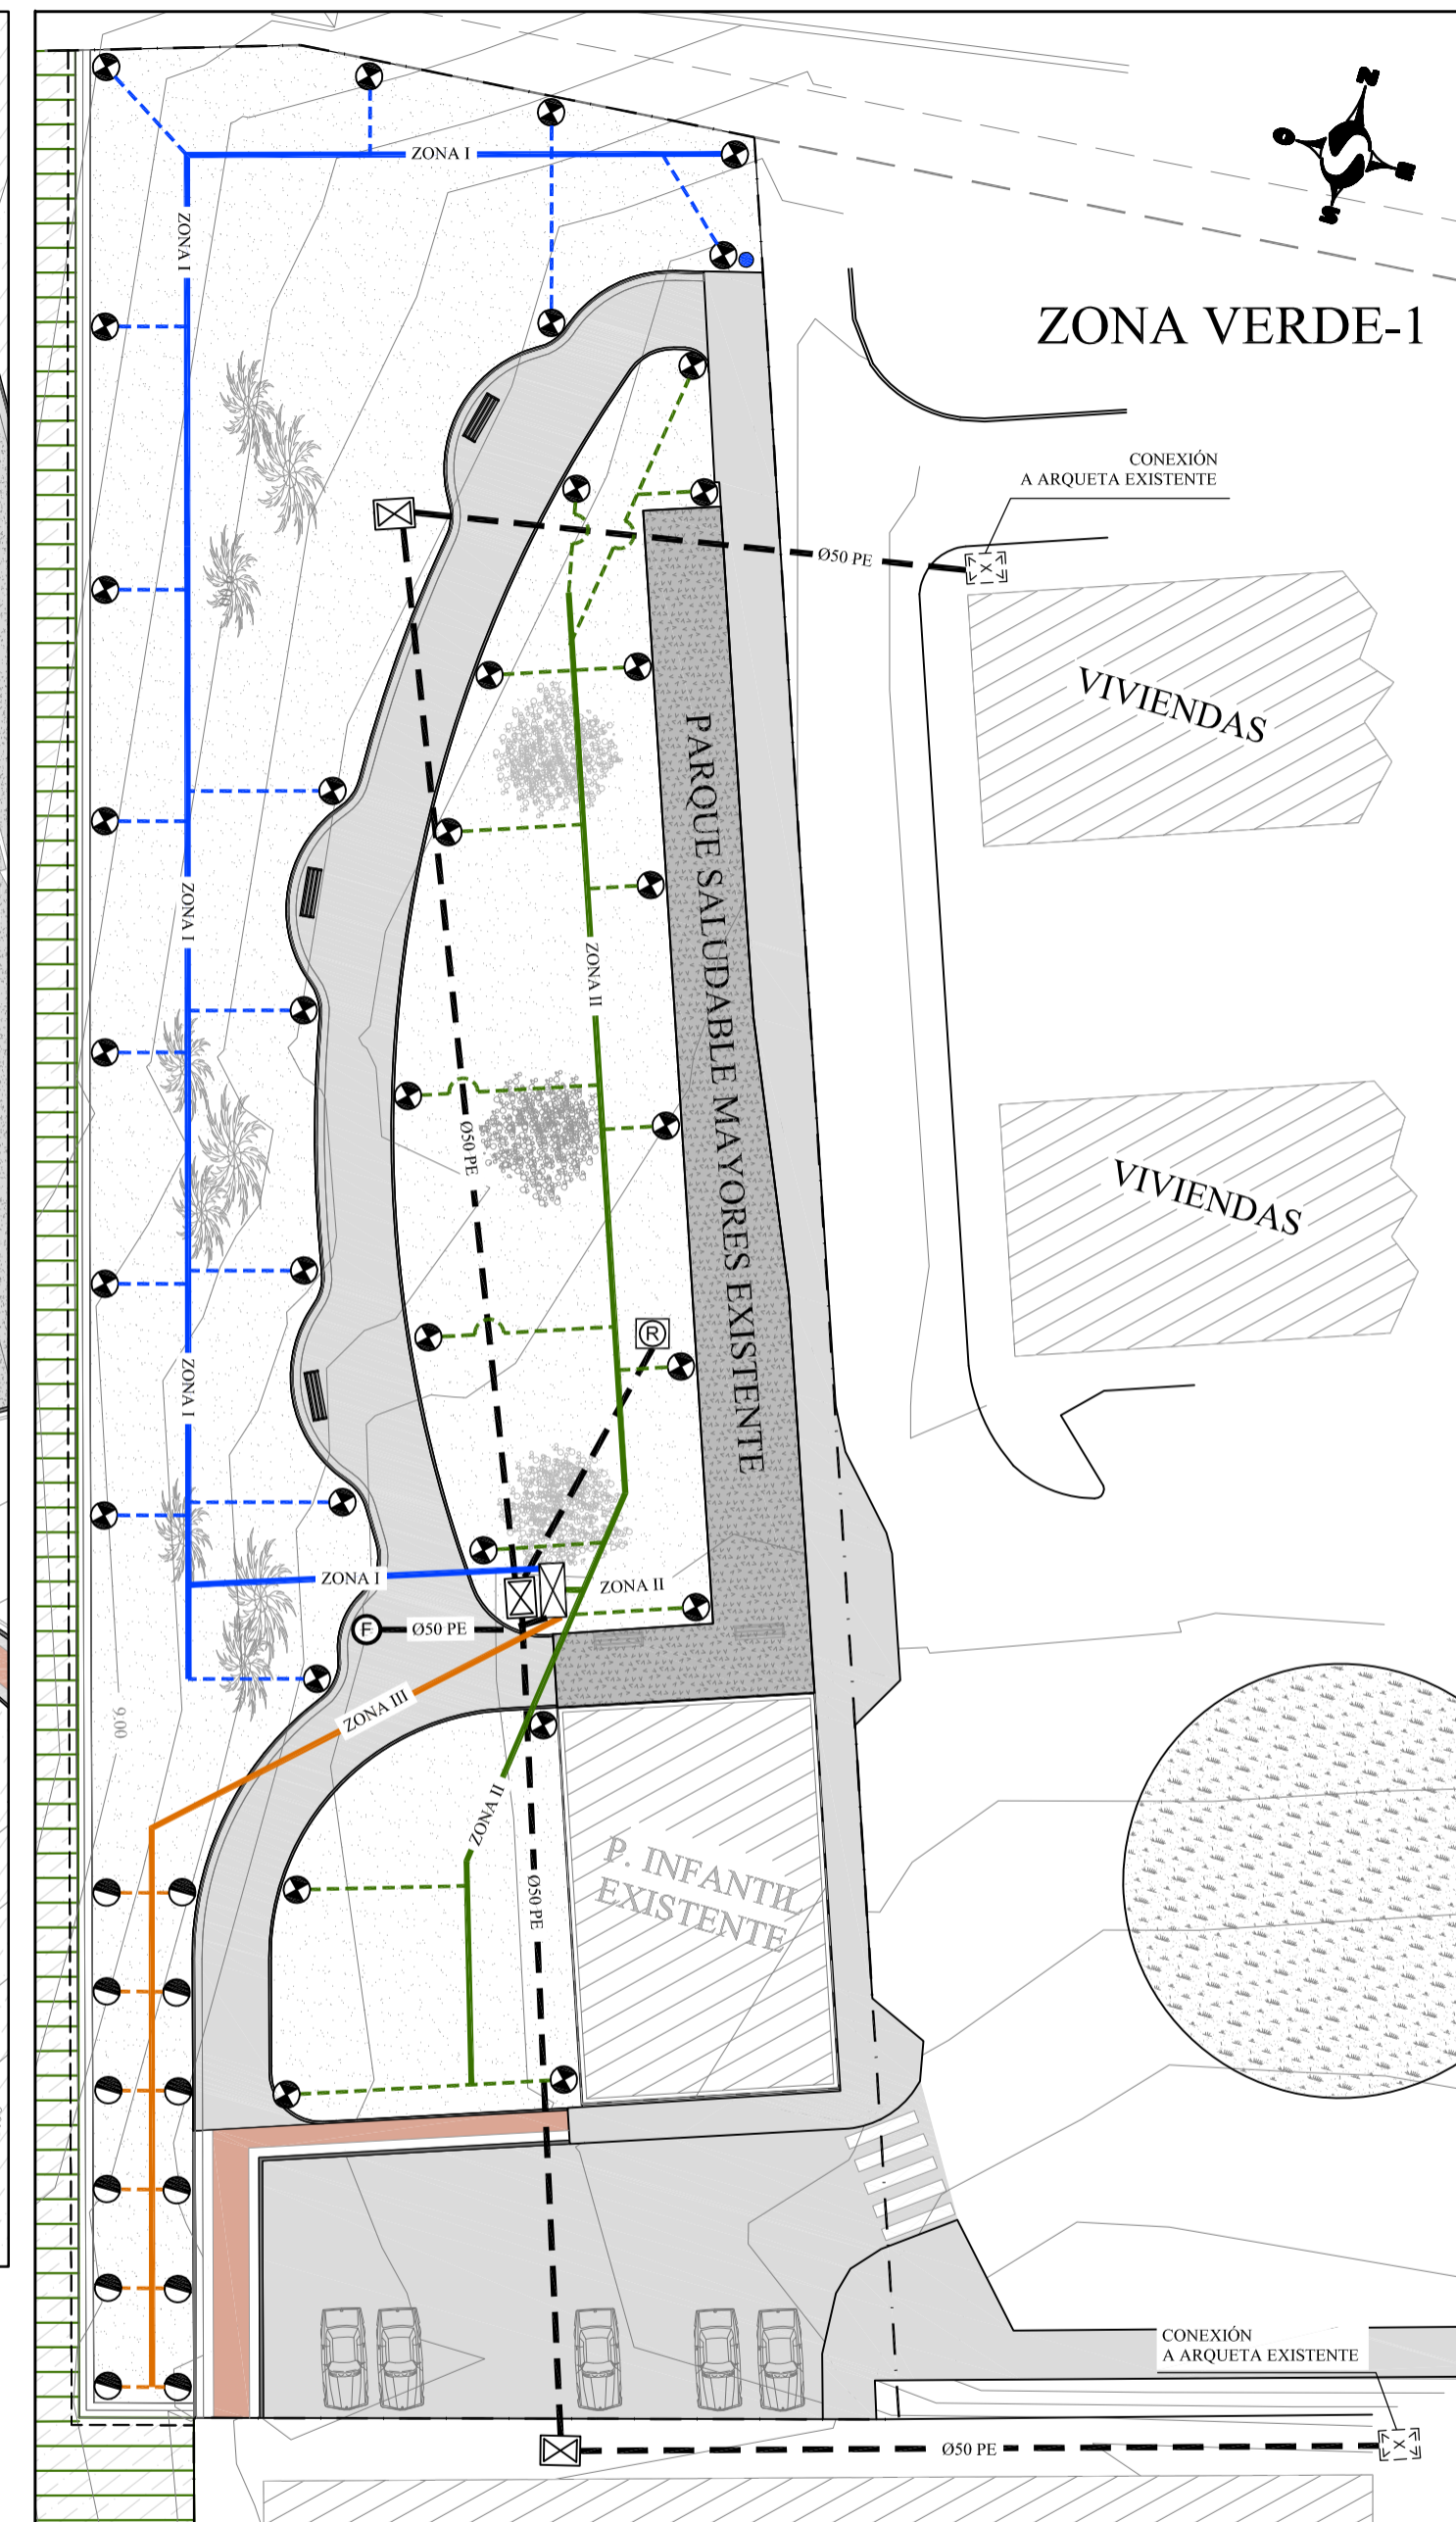 N
O
E
S
ZONA I
ZONA I
ZONA VERDE-1
CONEXIÓN
A ARQUETA EXISTENTE
Ø50 PE
VIVIENDAS
PARQUE SALUDABLE MAYORES EXISTENTE
ZONA I
ZONA II
Ø50 PE
VIVIENDAS
R
ZONA I
ZONA I
ZONA II
F
Ø50 PE
ZONA III
9.00
ZONA II
Ø50 PE
P. INFANTIL
EXISTENTE
CONEXIÓN
A ARQUETA EXISTENTE
Ø50 PE